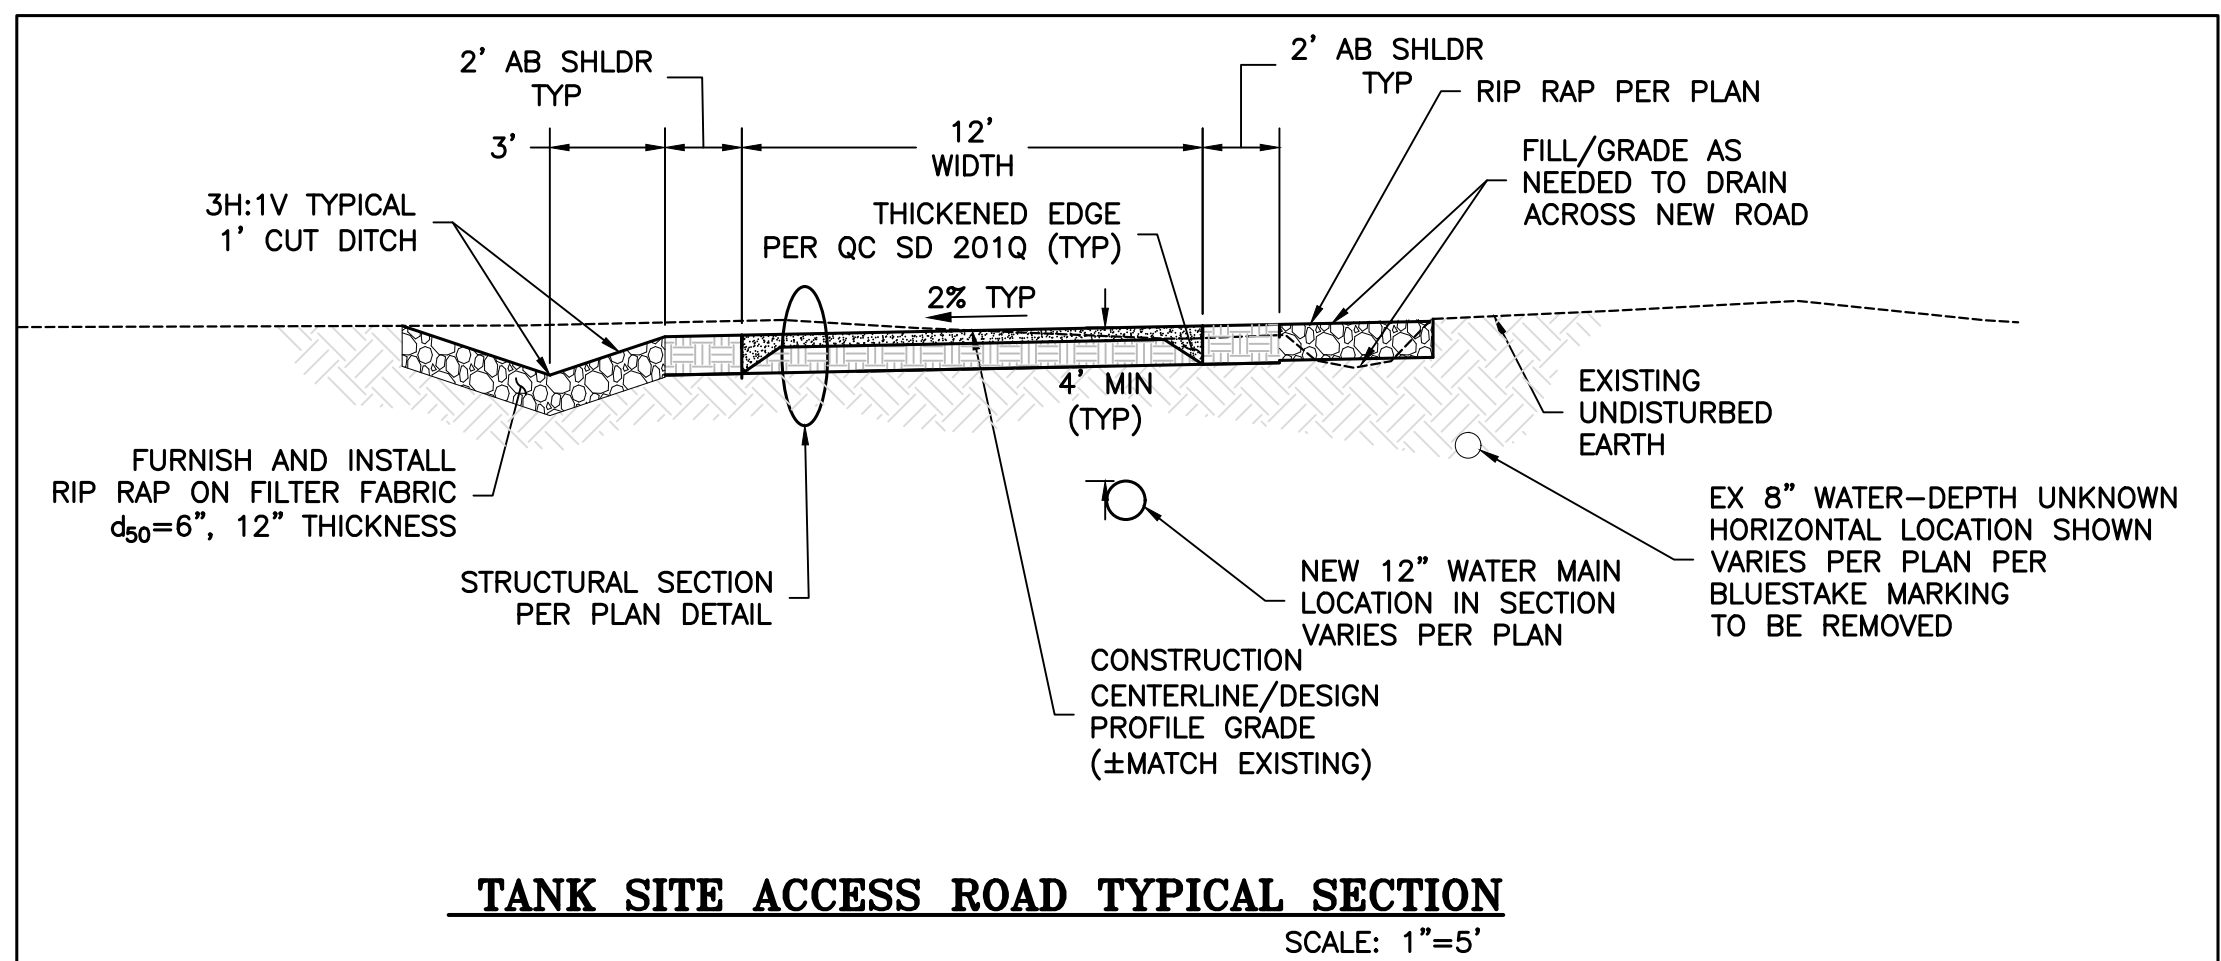 2' AB SHLDR
TYP
2' AB SHLDR
TYP
RIP RAP PER PLAN
3'
12'
WIDTH
FILL/GRADE AS
NEEDED TO DRAIN
ACROSS NEW ROAD
3H:1V TYPICAL
1' CUT DITCH
THICKENED EDGE
PER QC SD 201Q (TYP)
2% TYP
4' MIN
(TYP)
EXISTING
UNDISTURBED
EARTH
FURNISH AND INSTALL
RIP RAP ON FILTER FABRIC
d50=6", 12" THICKNESS
EX 8" WATER-DEPTH UNKNOWN
HORIZONTAL LOCATION SHOWN
VARIES PER PLAN PER
BLUESTAKE MARKING
TO BE REMOVED
STRUCTURAL SECTION
PER PLAN DETAIL
NEW 12" WATER MAIN
LOCATION IN SECTION
VARIES PER PLAN
CONSTRUCTION
CENTERLINE/DESIGN
PROFILE GRADE
(±MATCH EXISTING)
TANK SITE ACCESS ROAD TYPICAL SECTION
SCALE: 1"=5'